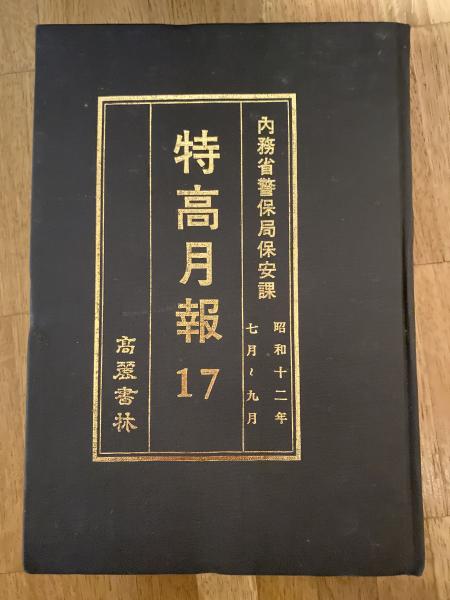 內務省警保局保安課
昭和十二年
七月~九月
特高月報 17
高麗書林